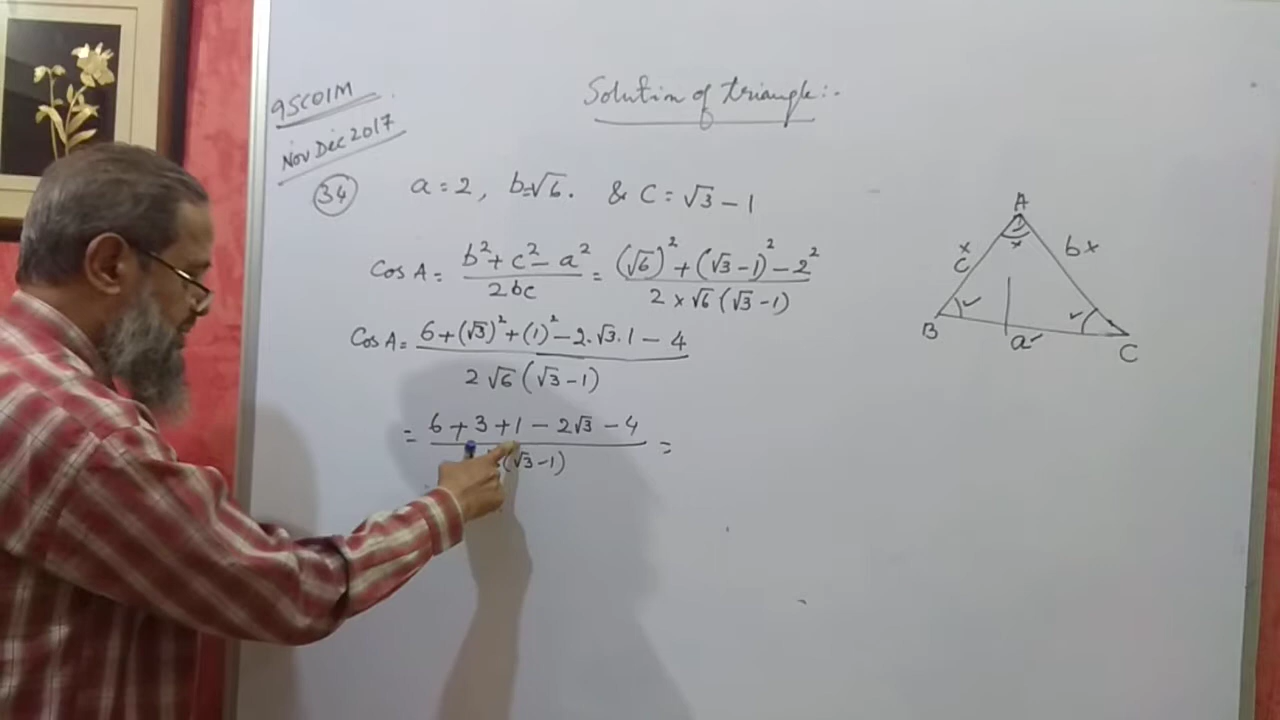 9SC01M
Nov Dec 2017
Solution of triangle:-
34
a = 2, b=√6. & C = √3 - 1
Cos A = b² + c² - a² / 2bc = (√6)² + (√3 - 1)² - 2² / 2 × √6 (√3 - 1)
Cos A = 6 + (√3)² + (1)² - 2.√3.1 - 4 / 2 √6 (√3 - 1)
= 6 + 3 + 1 - 2√3 - 4 / (√3 - 1) =
A
x
x
C
b x
B
a
C